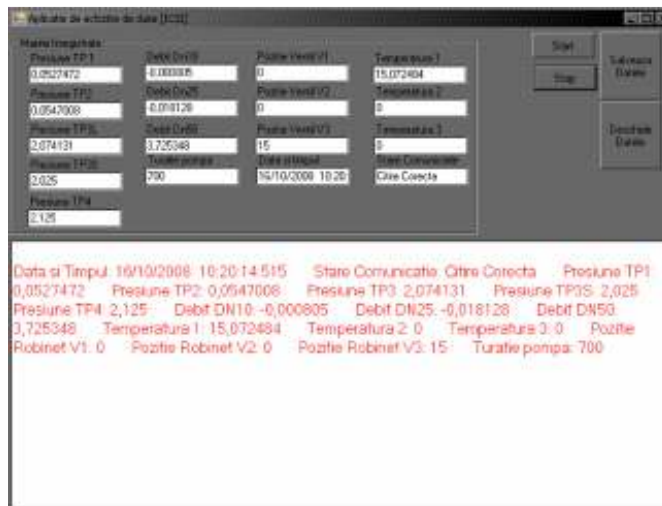 Aplicatie de achizitie de date [ICSI]
Marimi Inregistrate
Presiune TP1 Debit Dn10 Pozitie Ventil V1 Temperatura 1
0,0527472 -0,000805 0 15,072484
Presiune TP2 Debit Dn25 Pozitie Ventil V2 Temperatura 2
0,0547008 -0,018128 0 0
Presiune TP3L Debit Dn50 Pozitie Ventil V3 Temperatura 3
2,074131 3,725348 15 0
Presiune TP3S Turatie pompa Data si timpul Stare Comunicatie
2,025 700 16/10/2008 10:20: Citire Corecta
Presiune TP4
2,125
Start
Stop
Salveaza
Datele
Deschide
Datele
Data si Timpul: 16/10/2008 10:20:14:515 Stare Comunicatie: Citire Corecta Presiune TP1:
0,0527472 Presiune TP2: 0,0547008 Presiune TP3: 2,074131 Presiune TP3S: 2,025
Presiune TP4: 2,125 Debit DN10: -0,000805 Debit DN25: -0,018128 Debit DN50:
3,725348 Temperatura 1: 15,072484 Temperatura 2: 0 Temperatura 3: 0 Pozitie
Robinet V1: 0 Pozitie Robinet V2: 0 Pozitie Robinet V3: 15 Turatie pompa: 700